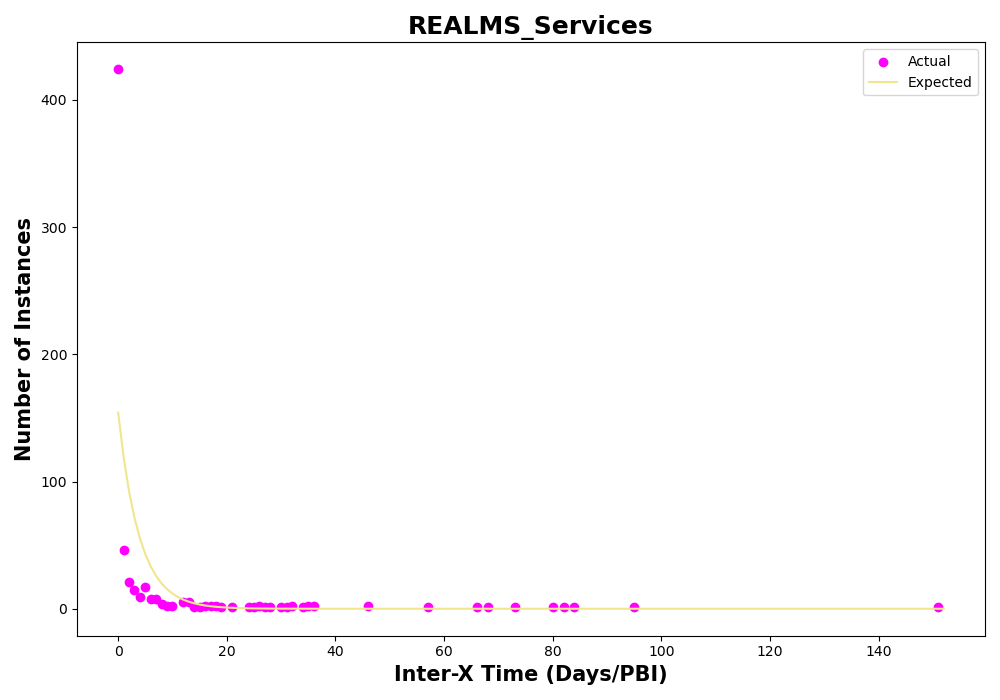 REALMS_Services
Actual
Expected
Number of Instances
400
300
200
100
0
0 20 40 60 80 100 120 140
Inter-X Time (Days/PBI)